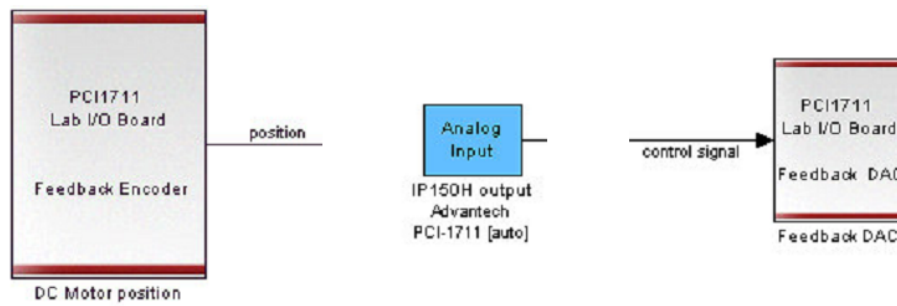 PCI1711
Lab I/O Board
Feedback Encoder
DC Motor position
position
Analog
Input
IP150H output
Advantech
PCI-1711 [auto]
control signal
PCI1711
Lab I/O Board
Feedback DAC
Feedback DAC